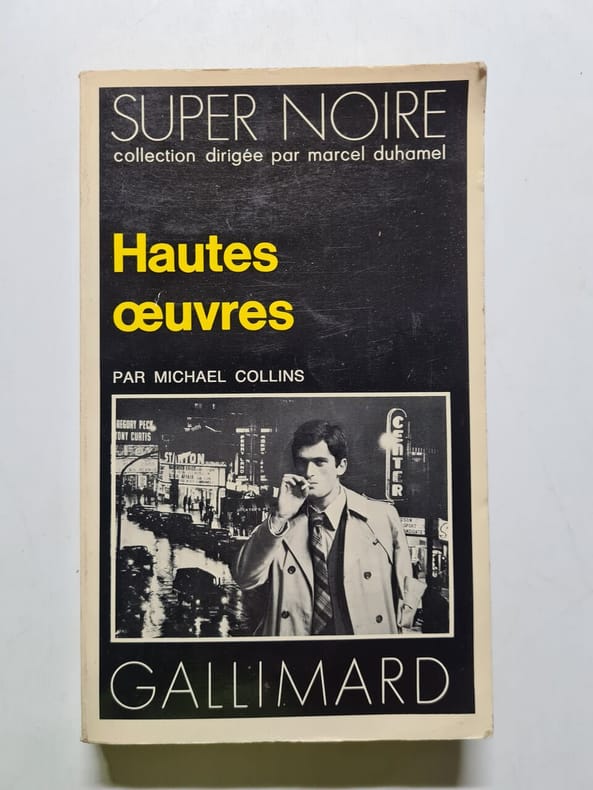 SUPER NOIRE
collection dirigée par marcel duhamel
Hautes
œuvres
PAR MICHAEL COLLINS
GREGORY PECK
TONY CURTIS
STANTON
CENTER
GALLIMARD